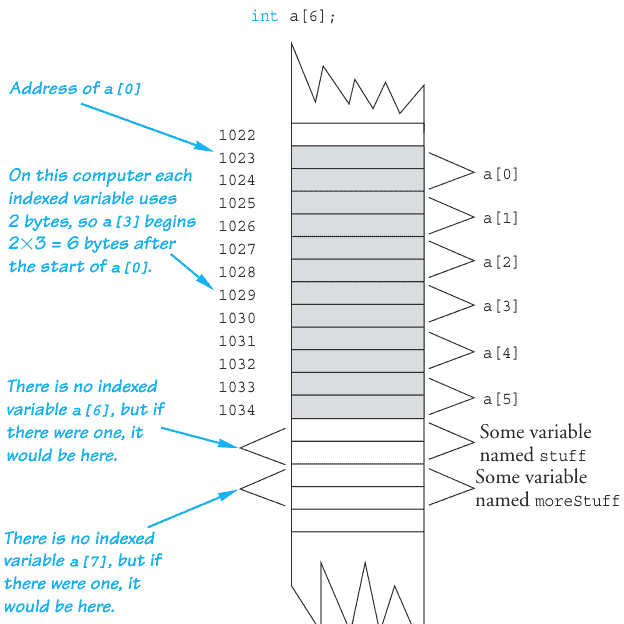 int a[6];
Address of a[0]
1022
1023
1024
1025
1026
1027
1028
1029
1030
1031
1032
1033
1034
On this computer each
indexed variable uses
2 bytes, so a[3] begins
2×3 = 6 bytes after
the start of a[0].
There is no indexed
variable a[6], but if
there were one, it
would be here.
There is no indexed
variable a[7], but if
there were one, it
would be here.
a[0]
a[1]
a[2]
a[3]
a[4]
a[5]
Some variable
named stuff
Some variable
named moreStuff